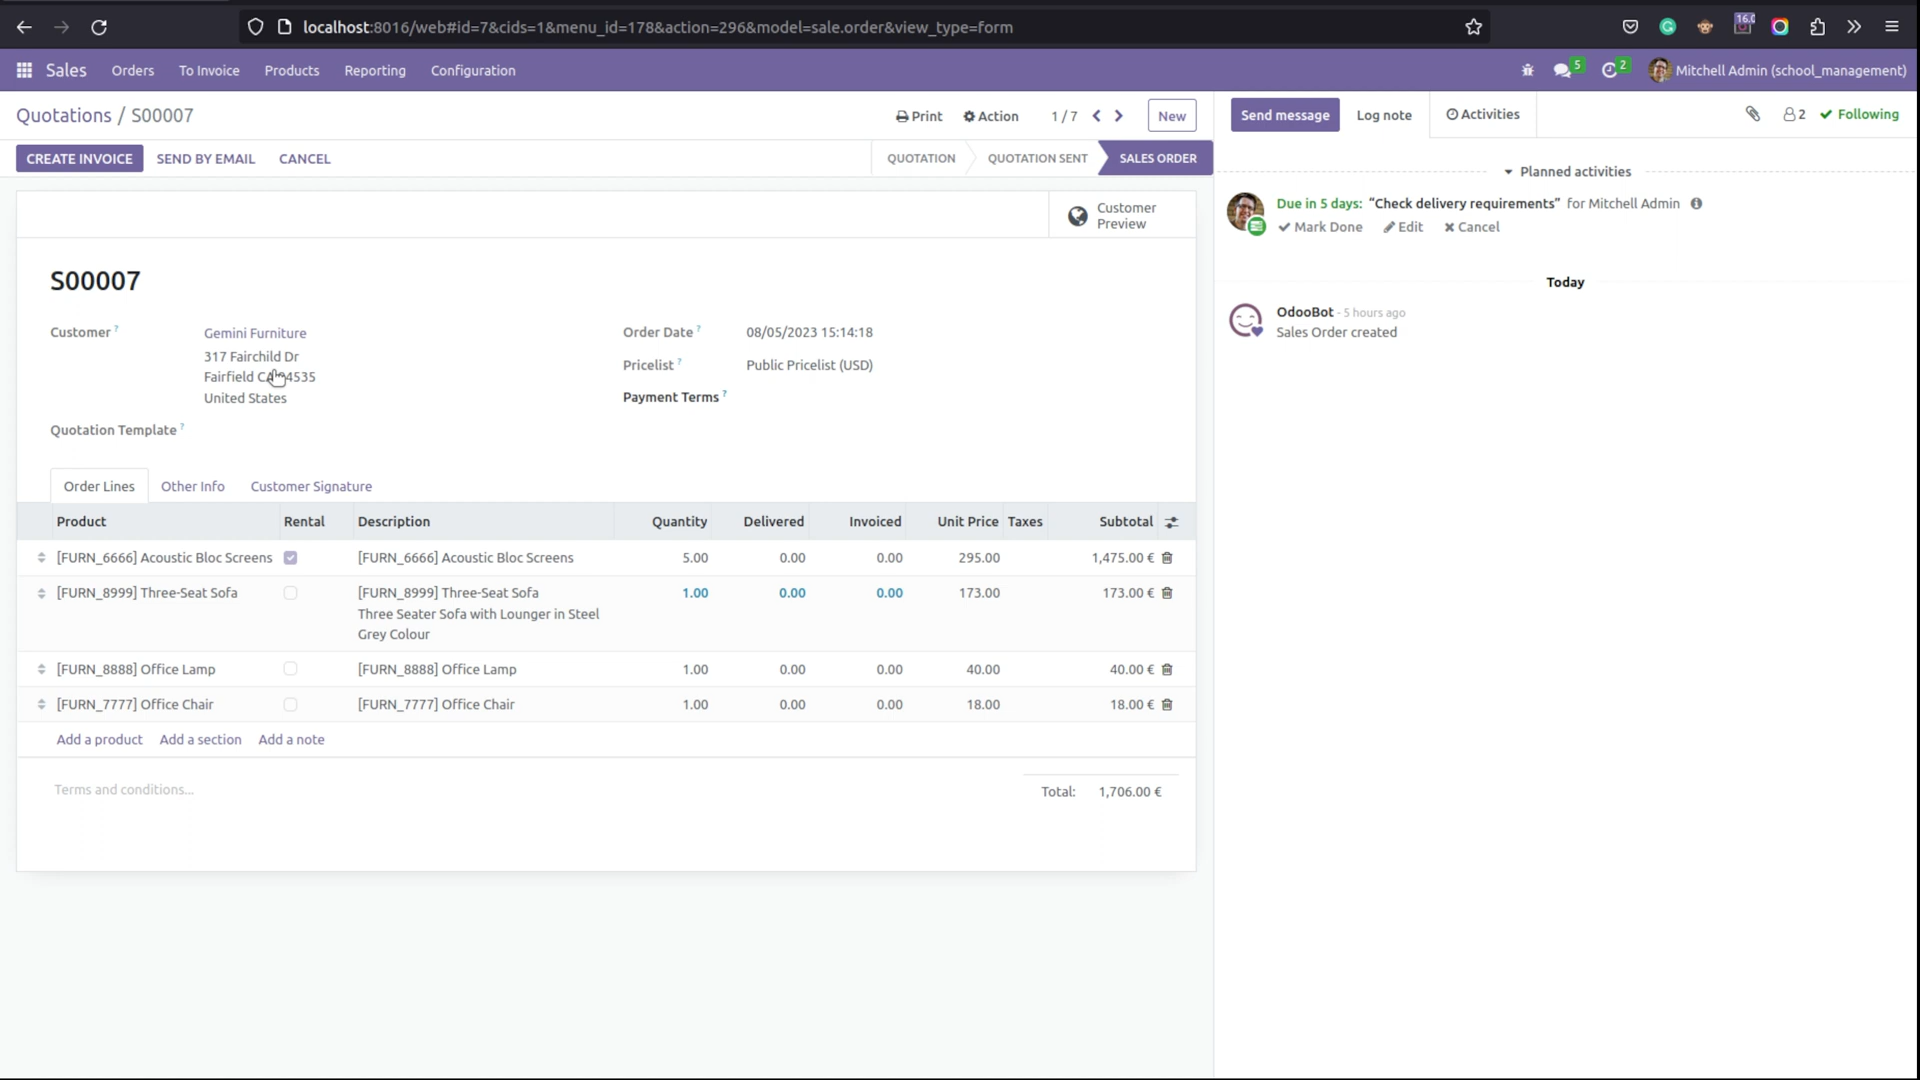 localhost:8016/web#id=7&cids=1&menu_id=178&action=296&model=sale.order&view_type=form
Sales Orders To Invoice Products Reporting Configuration 5 2 Mitchell Admin (school_management)
Quotations / S00007 Print Action 1 / 7 New
CREATE INVOICE SEND BY EMAIL CANCEL QUOTATION QUOTATION SENT SALES ORDER
Customer
Preview
S00007
Customer ? Gemini Furniture
317 Fairchild Dr
Fairfield
United States
Order Date ? 08/05/2023 15:14:18
Pricelist ? Public Pricelist (USD)
Payment Terms ?
Quotation Template ?
Order Lines Other Info Customer Signature
Product Rental Description Quantity Delivered Invoiced Unit Price Taxes Subtotal
[FURN_6666] Acoustic Bloc Screens [FURN_6666] Acoustic Bloc Screens 5.00 0.00 0.00 295.00 1,475.00 €
[FURN_8999] Three-Seat Sofa [FURN_8999] Three-Seat Sofa 1.00 0.00 0.00 173.00 173.00 €
Three Seater Sofa with Lounger in Steel
Grey Colour
[FURN_8888] Office Lamp [FURN_8888] Office Lamp 1.00 0.00 0.00 40.00 40.00 €
[FURN_7777] Office Chair [FURN_7777] Office Chair 1.00 0.00 0.00 18.00 18.00 €
Add a product Add a section Add a note
Terms and conditions...
Total: 1,706.00 €
Send message Log note Activities 2 Following
Planned activities
Due in 5 days: “Check delivery requirements” for Mitchell Admin
Mark Done Edit Cancel
Today
OdooBot - 5 hours ago
Sales Order created